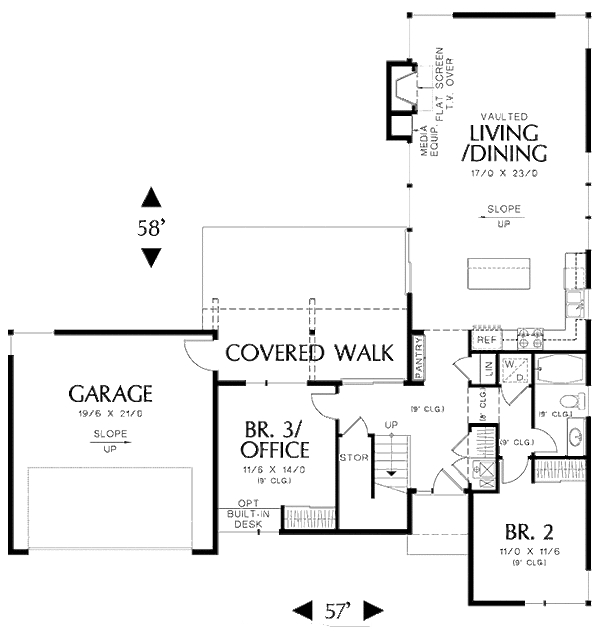 FLAT SCREEN
T.V. OVER
MEDIA
EQUIP.
VAULTED
LIVING
/DINING
17/0 X 23/0
SLOPE
UP
58'
REF
PANTRY
COVERED WALK
GARAGE
19/6 X 21/0
SLOPE
UP
LIN
W.
D.
(9' CLG.)
(8' CLG.)
(9' CLG.)
(9' CLG.)
BR. 3/
OFFICE
11/6 X 14/0
(9' CLG.)
UP
STOR
OPT
BUILT-IN
DESK
BR. 2
11/0 X 11/6
(9' CLG.)
57'